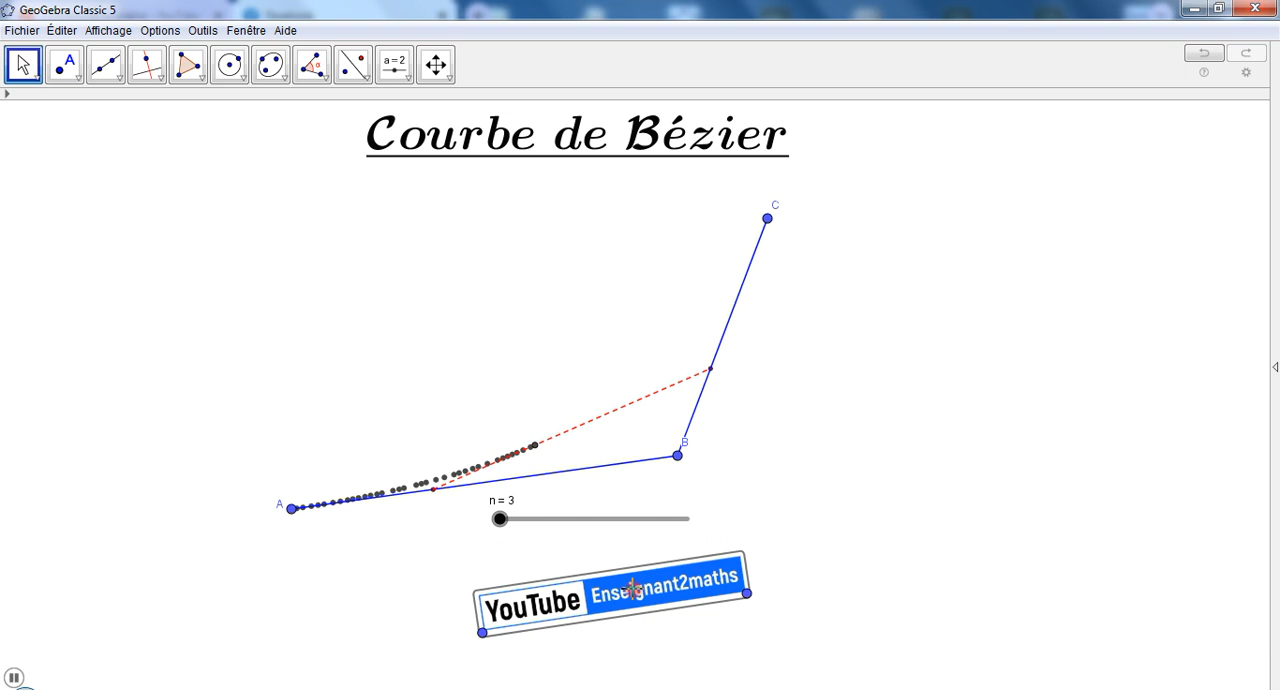 GeoGebra Classic 5
Fichier Éditer Affichage Options Outils Fenêtre Aide
A
α
a = 2
Courbe de Bézier
C
B
A
n = 3
YouTube Enseignant2maths